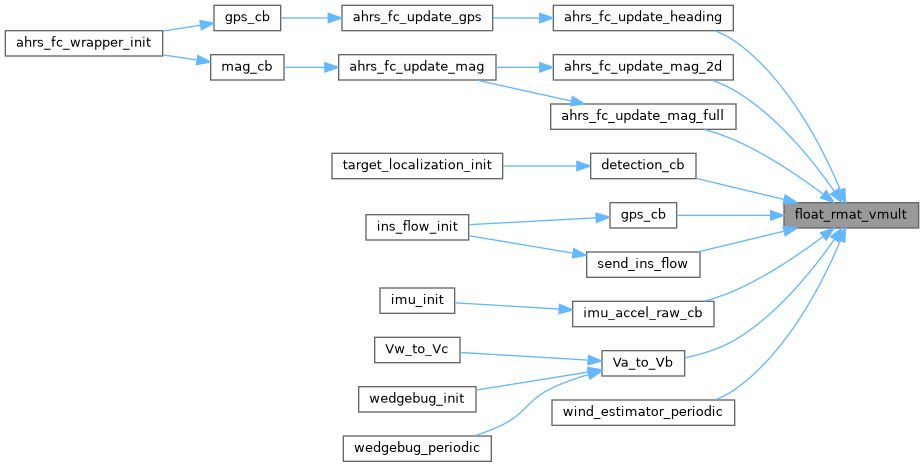 gps_cb
ahrs_fc_update_gps
ahrs_fc_update_heading
ahrs_fc_wrapper_init
mag_cb
ahrs_fc_update_mag
ahrs_fc_update_mag_2d
ahrs_fc_update_mag_full
target_localization_init
detection_cb
float_rmat_vmult
gps_cb
ins_flow_init
send_ins_flow
imu_init
imu_accel_raw_cb
Vw_to_Vc
Va_to_Vb
wedgebug_init
wind_estimator_periodic
wedgebug_periodic